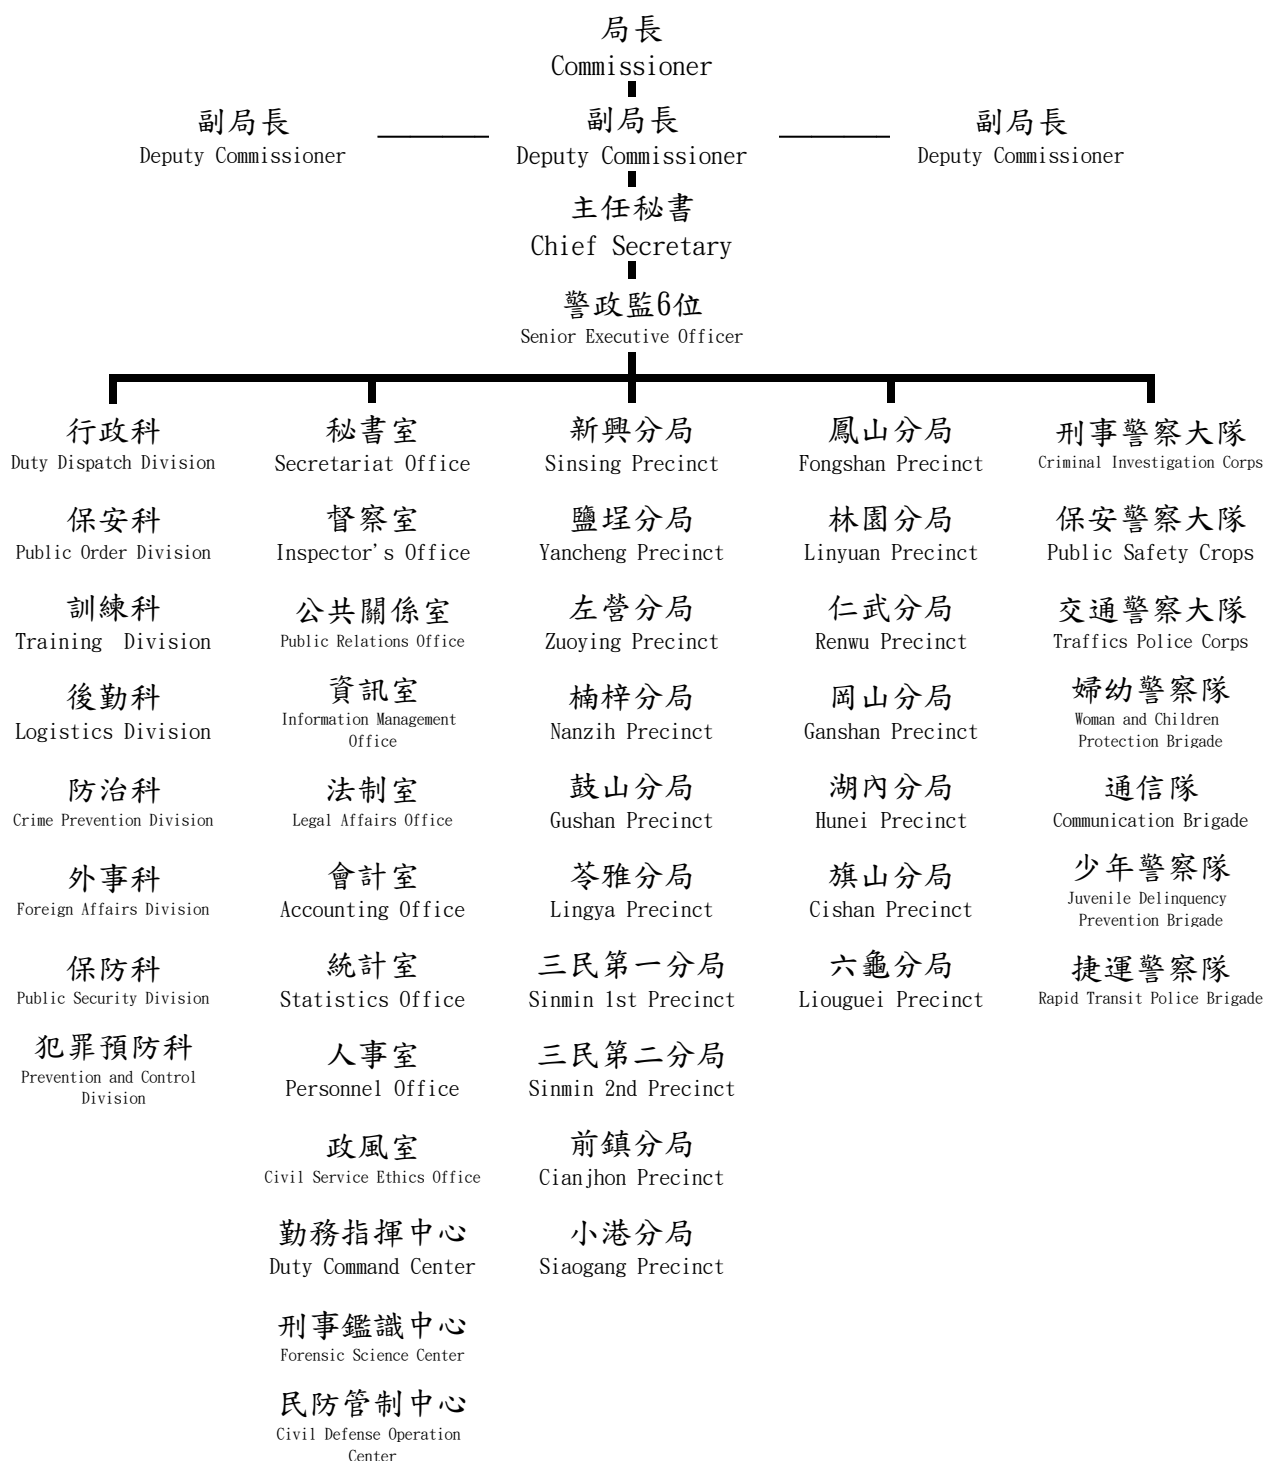 局長
Commissioner
副局長
Deputy Commissioner
副局長
Deputy Commissioner
副局長
Deputy Commissioner
主任秘書
Chief Secretary
警政監6位
Senior Executive Officer
行政科
Duty Dispatch Division
保安科
Public Order Division
訓練科
Training Division
後勤科
Logistics Division
防治科
Crime Prevention Division
外事科
Foreign Affairs Division
保防科
Public Security Division
犯罪預防科
Prevention and Control
Division
秘書室
Secretariat Office
督察室
Inspector's Office
公共關係室
Public Relations Office
資訊室
Information Management
Office
法制室
Legal Affairs Office
會計室
Accounting Office
統計室
Statistics Office
人事室
Personnel Office
政風室
Civil Service Ethics Office
勤務指揮中心
Duty Command Center
刑事鑑識中心
Forensic Science Center
民防管制中心
Civil Defense Operation
Center
新興分局
Sinsing Precinct
鹽埕分局
Yancheng Precinct
左營分局
Zuoying Precinct
楠梓分局
Nanzih Precinct
鼓山分局
Gushan Precinct
苓雅分局
Lingya Precinct
三民第一分局
Sinmin 1st Precinct
三民第二分局
Sinmin 2nd Precinct
前鎮分局
Cianjhon Precinct
小港分局
Siaogang Precinct
鳳山分局
Fongshan Precinct
林園分局
Linyuan Precinct
仁武分局
Renwu Precinct
岡山分局
Ganshan Precinct
湖內分局
Hunei Precinct
旗山分局
Cishan Precinct
六龜分局
Liouguei Precinct
刑事警察大隊
Criminal Investigation Corps
保安警察大隊
Public Safety Crops
交通警察大隊
Traffics Police Corps
婦幼警察隊
Woman and Children
Protection Brigade
通信隊
Communication Brigade
少年警察隊
Juvenile Delinquency
Prevention Brigade
捷運警察隊
Rapid Transit Police Brigade